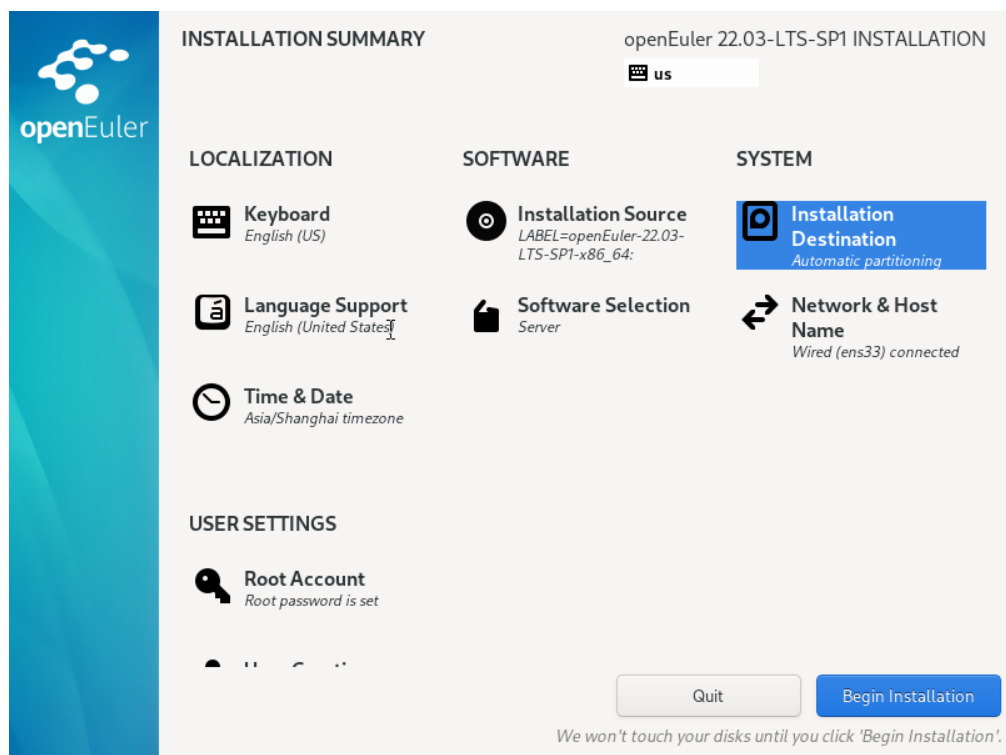 openEuler
INSTALLATION SUMMARY
openEuler 22.03-LTS-SP1 INSTALLATION
us
LOCALIZATION
Keyboard
English (US)
Language Support
English (United States)
Time & Date
Asia/Shanghai timezone
SOFTWARE
Installation Source
LABEL=openEuler-22.03-
LTS-SP1-x86_64:
Software Selection
Server
SYSTEM
Installation
Destination
Automatic partitioning
Network & Host
Name
Wired (ens33) connected
USER SETTINGS
Root Account
Root password is set
Quit
Begin Installation
We won't touch your disks until you click 'Begin Installation'.